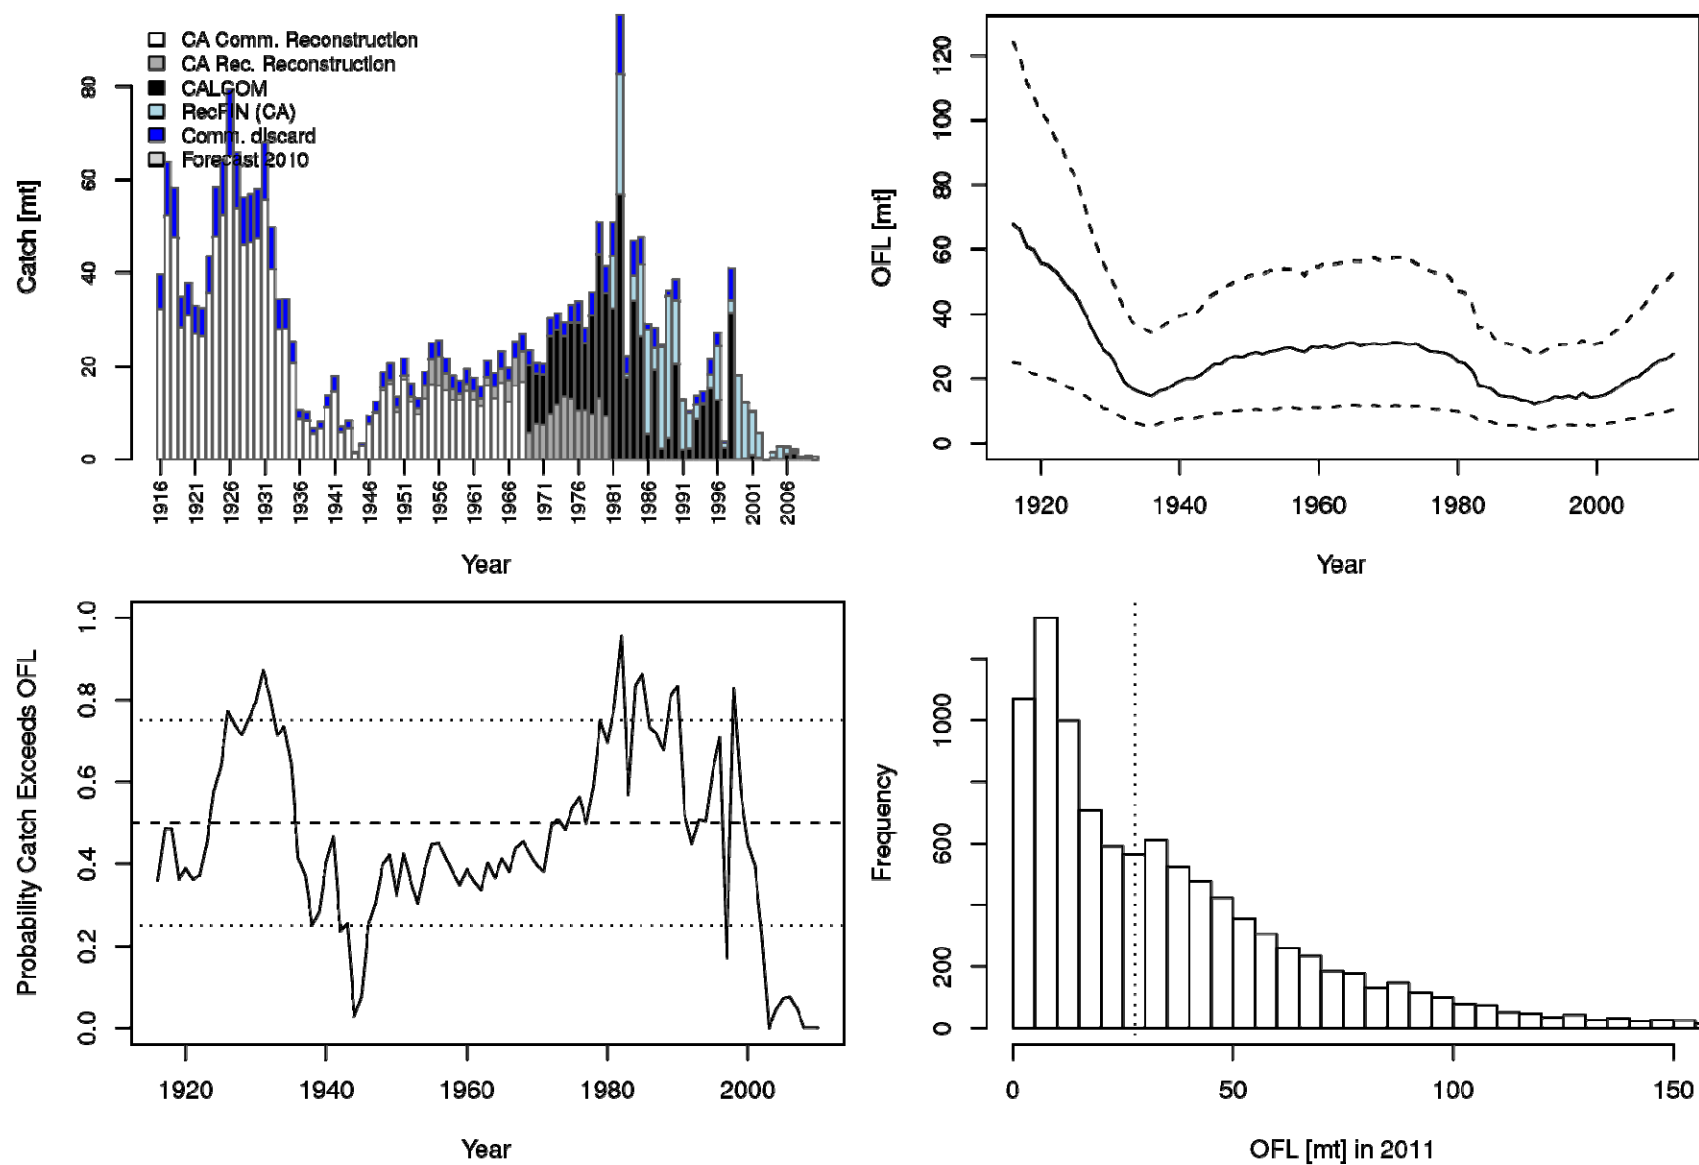 CA Comm. Reconstruction
CA Rec. Reconstruction
CALCOM
RecFIN (CA)
Comm. discard
Forecast 2010
Catch [mt]
0 20 40 60 80
1916 1921 1926 1931 1936 1941 1946 1951 1956 1961 1966 1971 1976 1981 1986 1991 1996 2001 2006
Year
OFL [mt]
0 20 40 60 80 100 120
1920 1940 1960 1980 2000
Year
Probability Catch Exceeds OFL
0.0 0.2 0.4 0.6 0.8 1.0
1920 1940 1960 1980 2000
Year
Frequency
0 200 600 1000
0 50 100 150
OFL [mt] in 2011